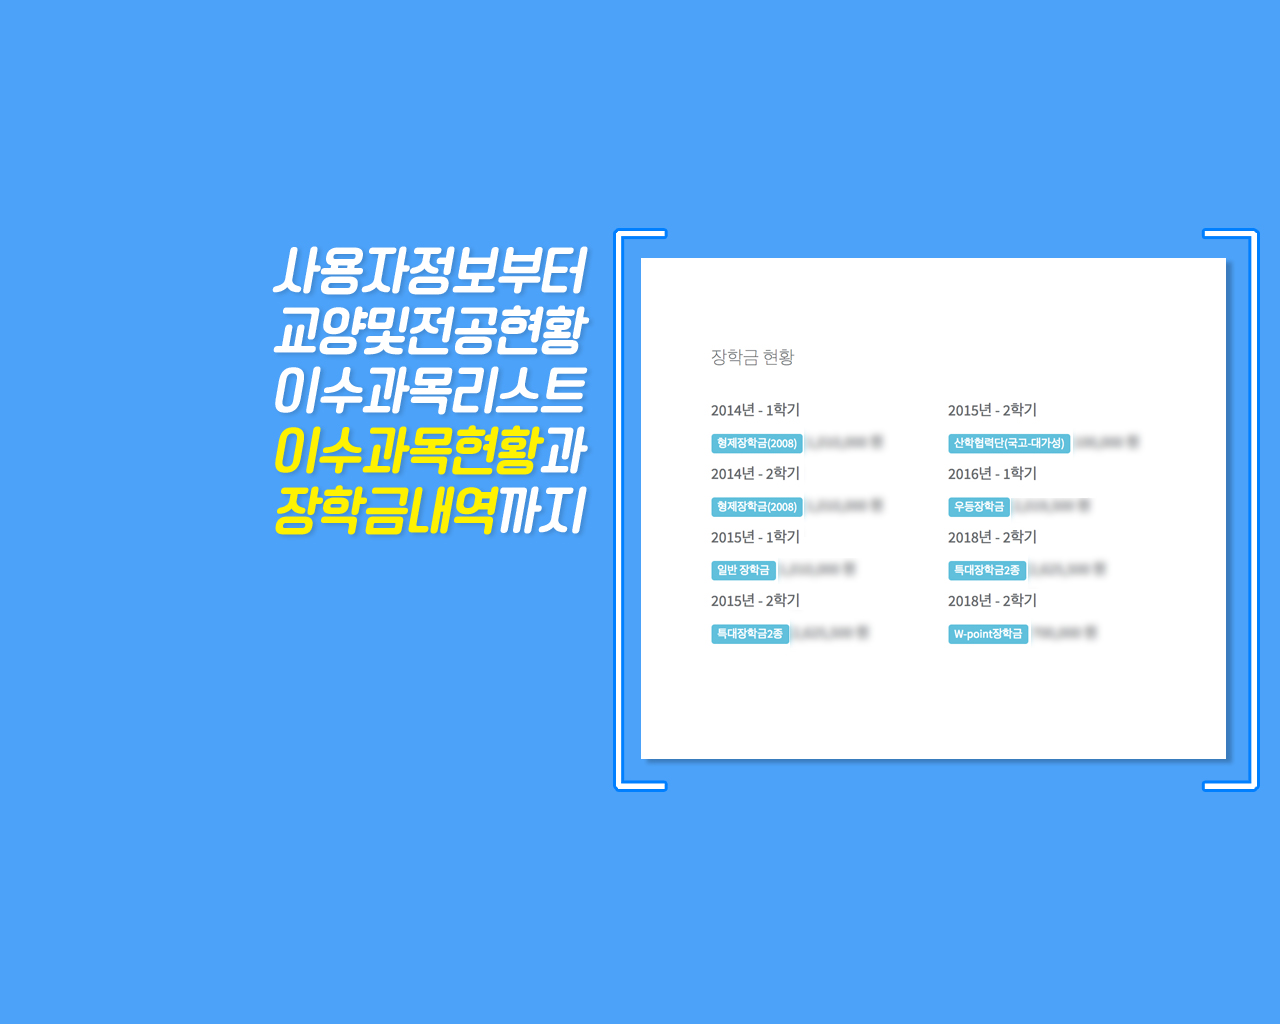 사용자정보부터
교양및전공현황
이수과목리스트
이수과목현황과
장학금내역까지
장학금 현황
2014년 - 1학기
형제장학금(2008)
2014년 - 2학기
형제장학금(2008)
2015년 - 1학기
일반 장학금
2015년 - 2학기
특대장학금2종
2015년 - 2학기
산학협력단(국고-대가성)
2016년 - 1학기
우등장학금
2018년 - 2학기
특대장학금2종
2018년 - 2학기
W-point장학금